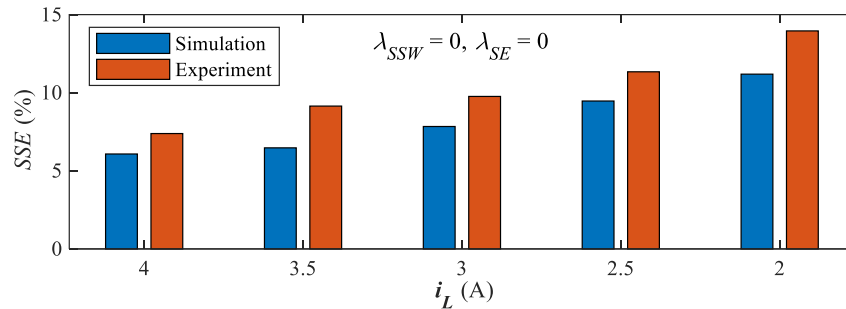 15
Simulation
Experiment
λSSW = 0, λSE = 0
10
5
0
SSE (%)
4 3.5 3 2.5 2
iL (A)